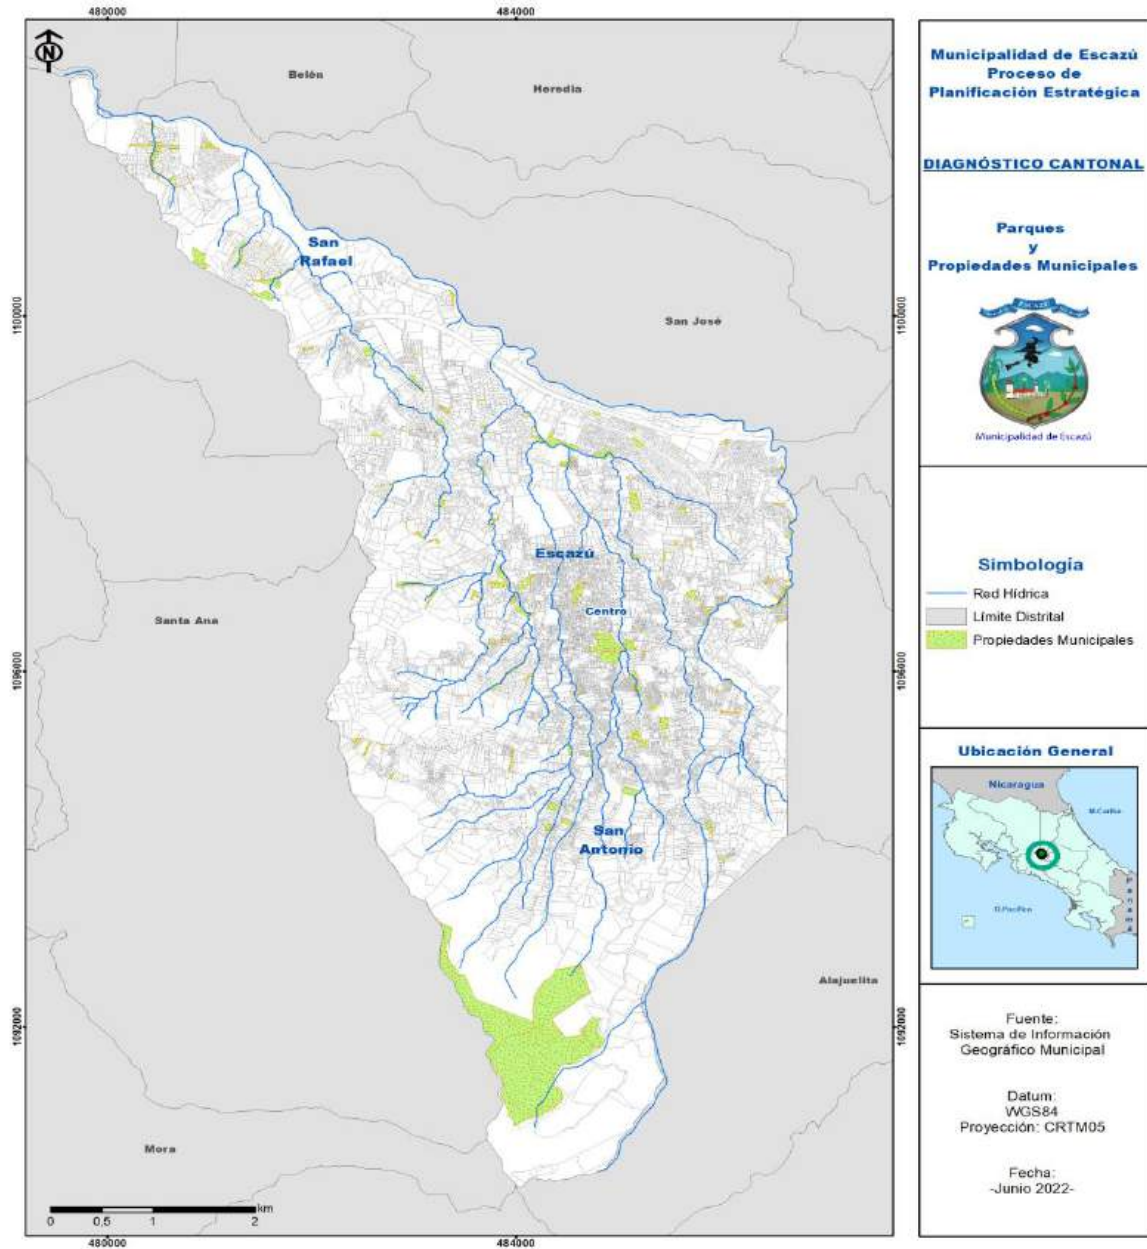 480000
484000
N
Belén
Heredia
San
Rafael
San José
1100000
1100000
Escazú
Centro
Santa Ana
1096000
1096000
San
Antonio
Alajuelita
1092000
1092000
Mora
0 0,5 1 2 km
480000
484000
Municipalidad de Escazú
Proceso de
Planificación Estratégica
DIAGNÓSTICO CANTONAL
Parques
y
Propiedades Municipales
ESCAZU
Municipalidad de Escazú
Simbología
Red Hídrica
Límite Distrital
Propiedades Municipales
Ubicación General
Nicaragua
M.Caribe
O.Pacífico
Panamá
Fuente:
Sistema de Información
Geográfico Municipal
Datum:
WGS84
Proyección: CRTM05
Fecha:
-Junio 2022-